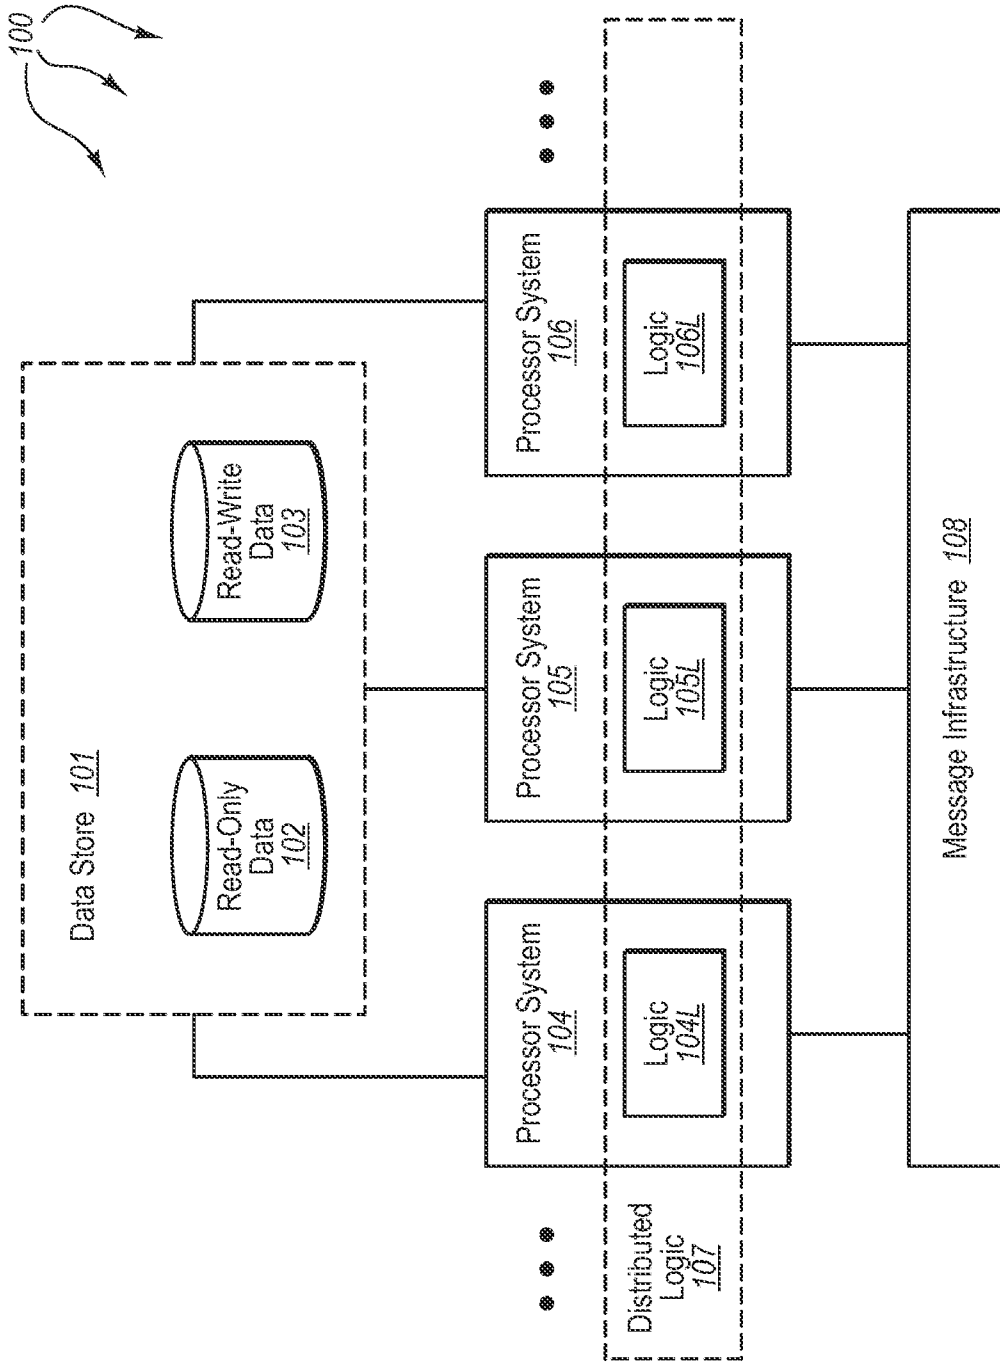 100
Data Store 101
Read-Only
Data
102
Read-Write
Data
103
Processor System
104
Logic
104L
Processor System
105
Logic
105L
Processor System
106
Logic
106L
Distributed
Logic
107
Message Infrastructure 108